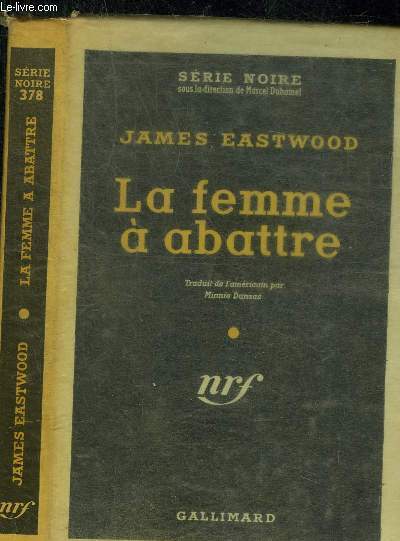 Le-livre.com
SÉRIE
NOIRE
378
LA FEMME A ABATTRE
JAMES EASTWOOD
nrf
SÉRIE NOIRE
sous la direction de Marcel Duhamel
JAMES EASTWOOD
La femme
à abattre
Traduit de l'américain par
Minnie Danzas
nrf
GALLIMARD